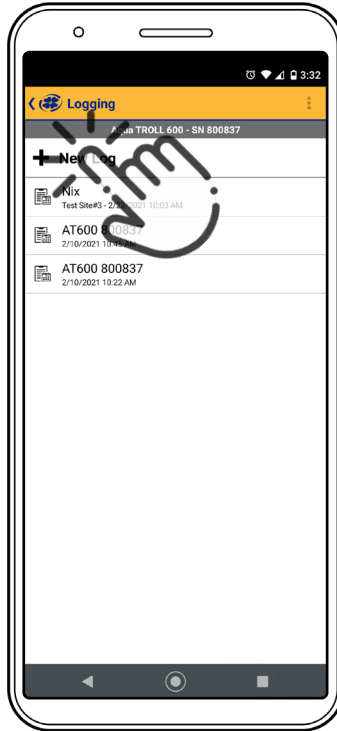 3:32
Logging
Aqua TROLL 600 - SN 800837
New Log
Nix
Test Site#3 - 2/23/2021 10:03 AM
AT600 800837
2/10/2021 10:45 AM
AT600 800837
2/10/2021 10:22 AM